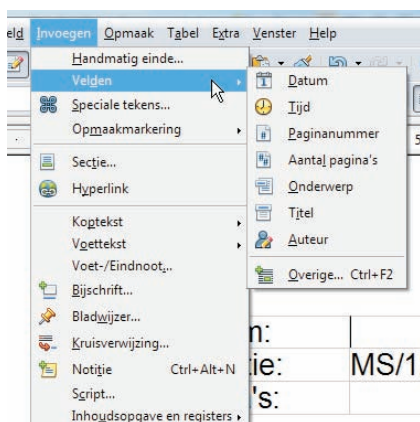 eld Invoegen Opmaak Tabel Extra Venster Help
Handmatig einde...
Velden
Speciale tekens...
Opmaakmarkering
Sectie...
Hyperlink
Koptekst
Voettekst
Voet-/Eindnoot...
Bijschrift...
Bladwijzer...
Kruisverwijzing...
Notitie Ctrl+Alt+N
Script...
Inhoudsopgave en registers
Datum
Tijd
Paginanummer
Aantal pagina's
Onderwerp
Titel
Auteur
Overige... Ctrl+F2
5
m:
tie: MS/1
's: